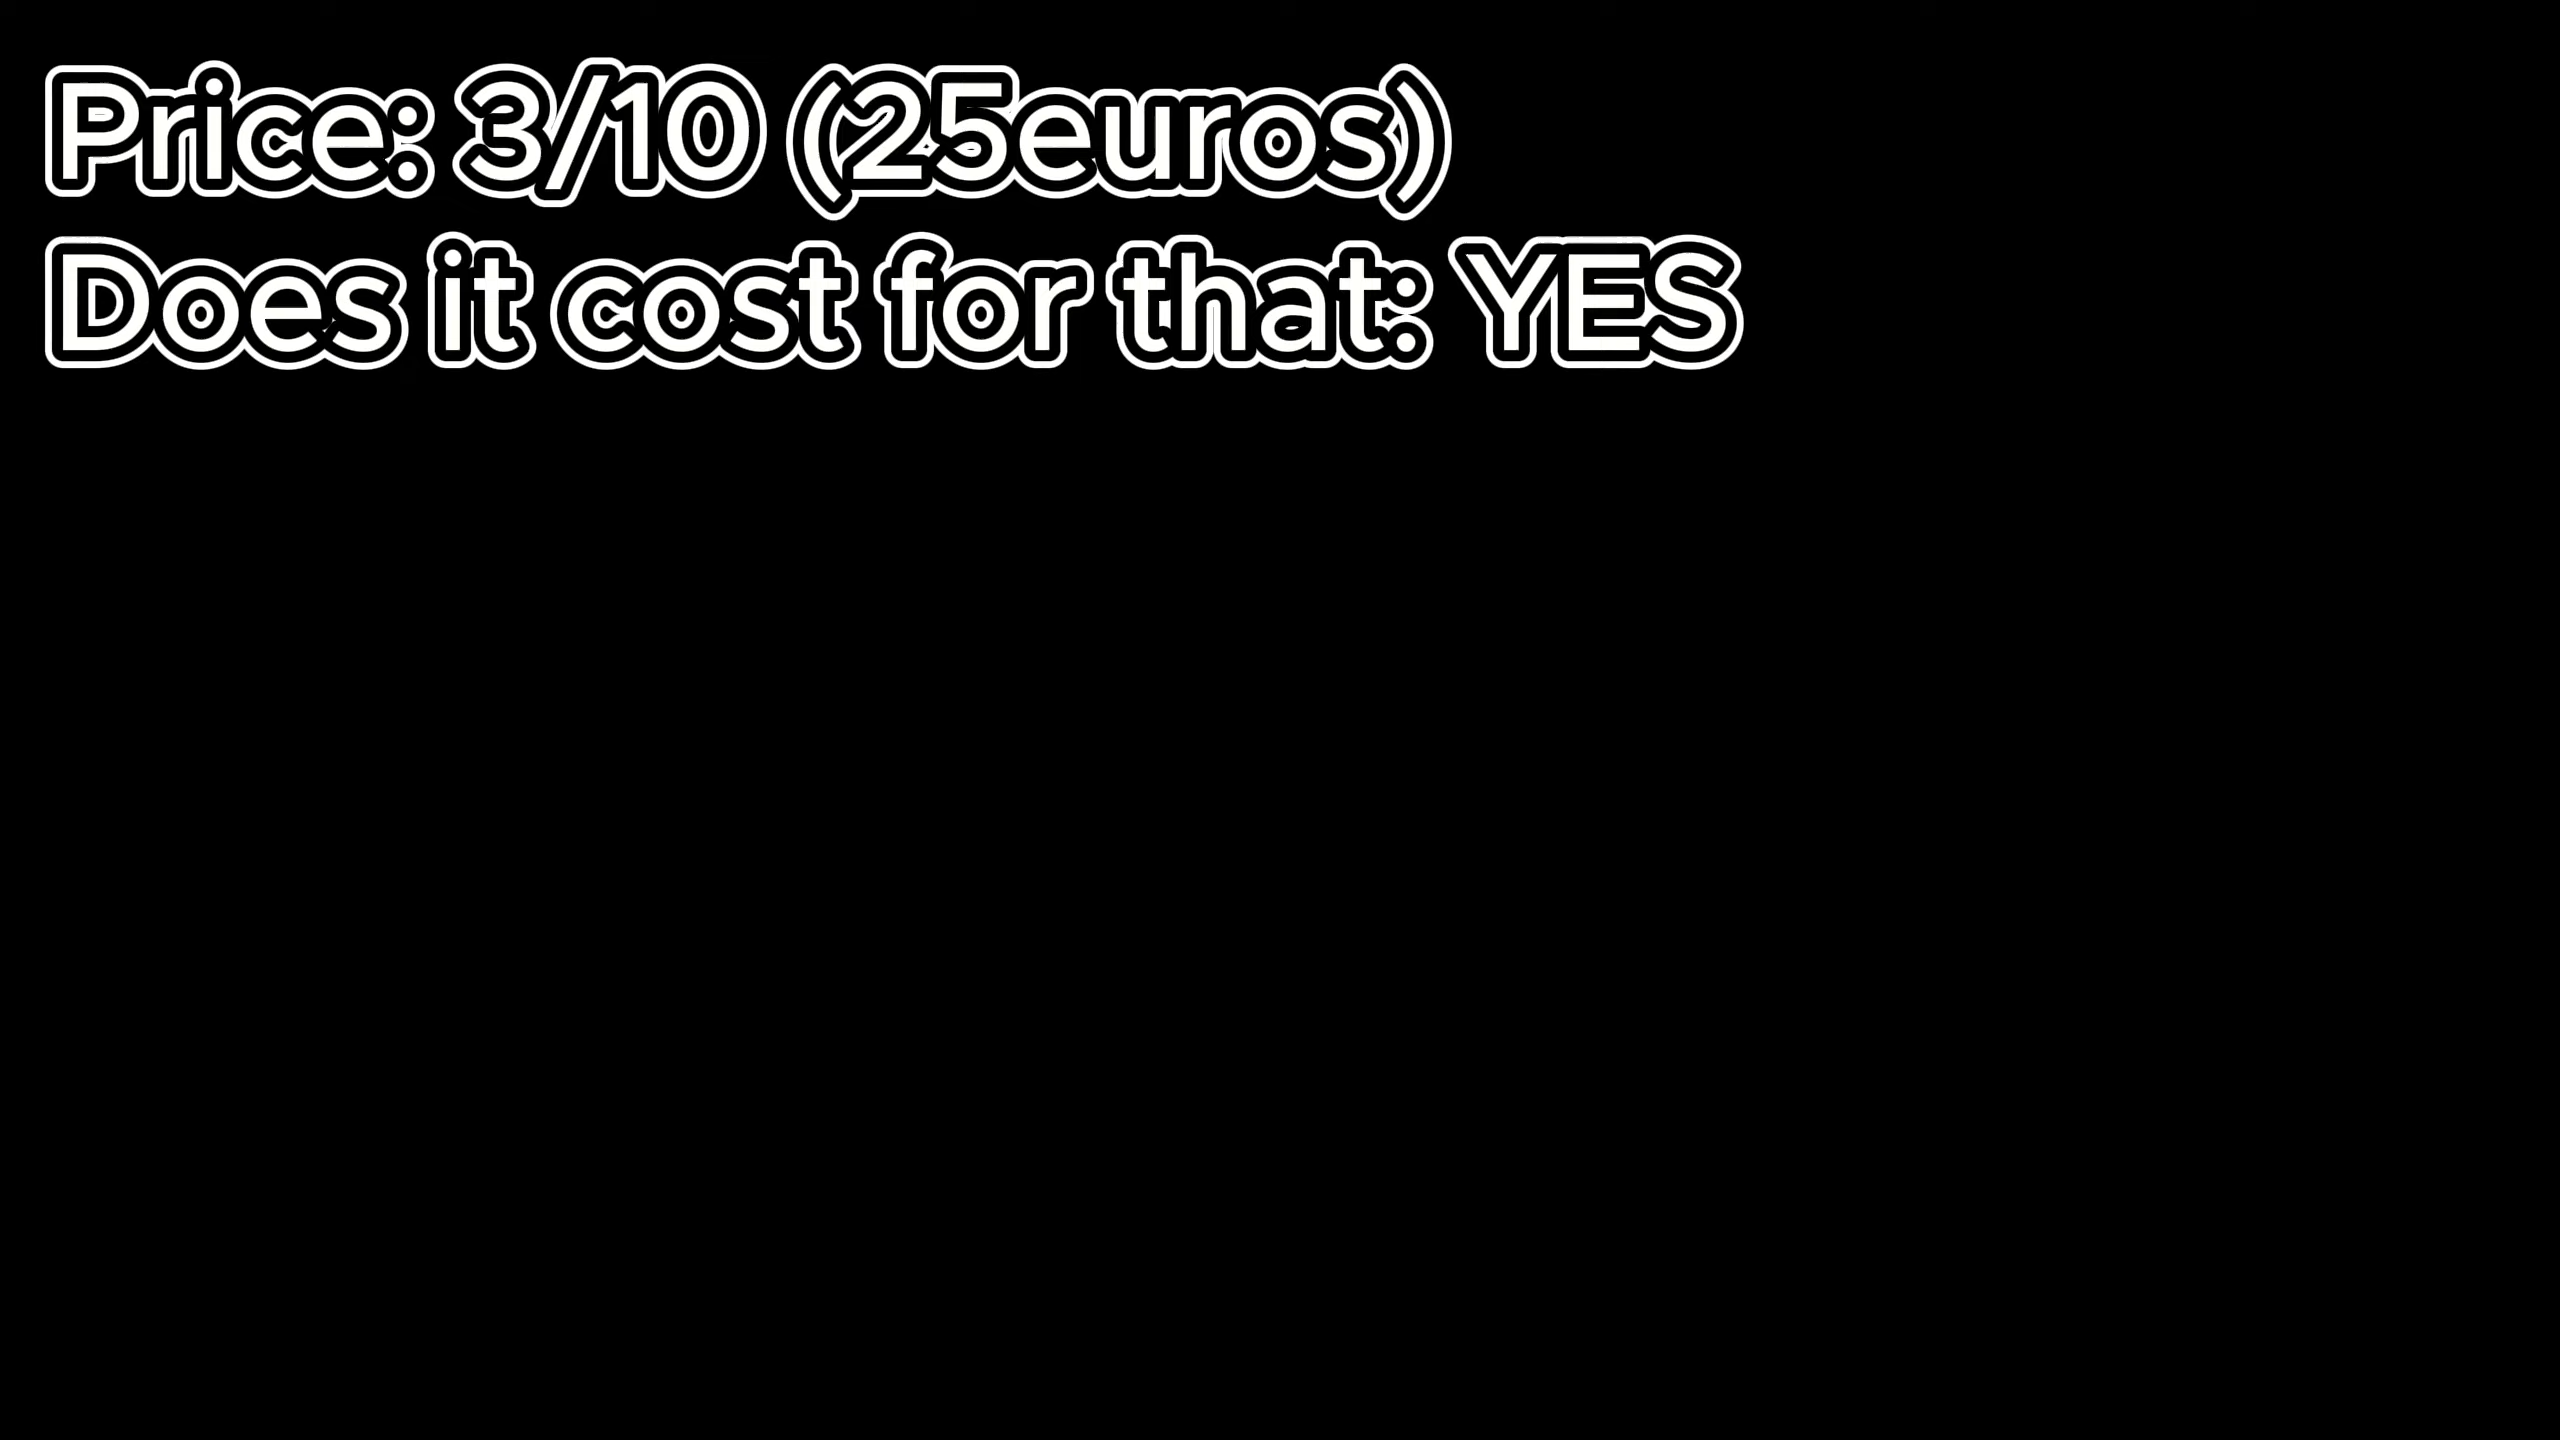 Price: 3/10 (25euros)
Does it cost for that: YES